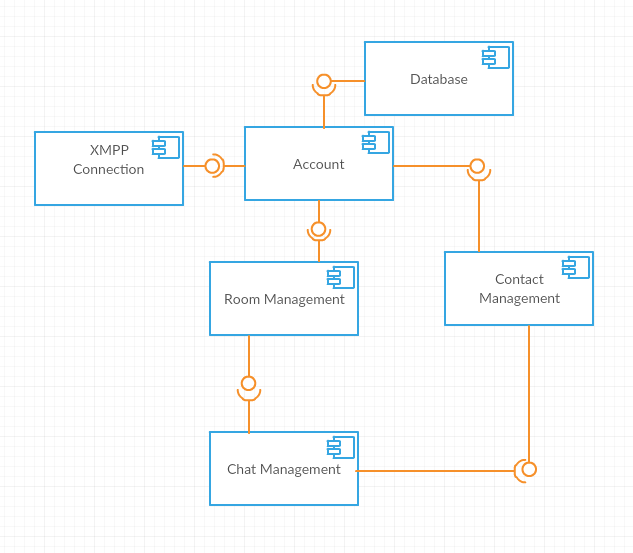 Database
XMPP
Connection
Account
Room Management
Contact
Management
Chat Management